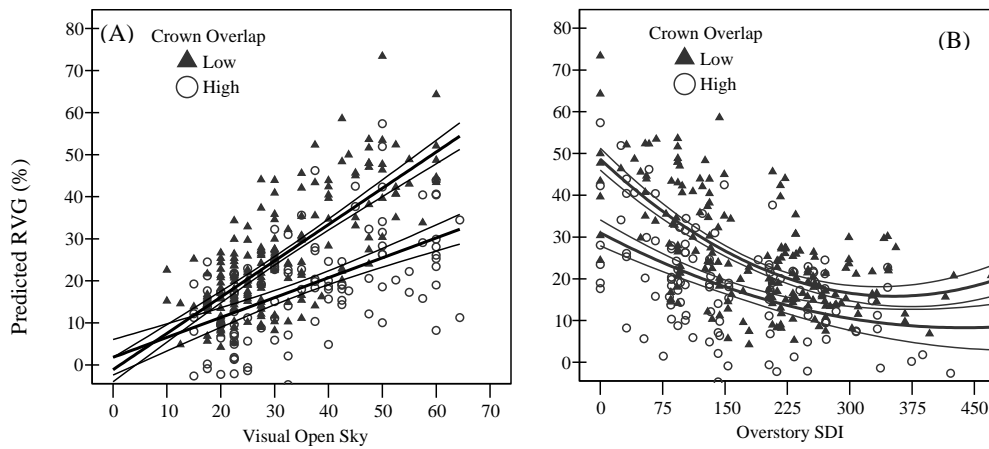 (A)
Crown Overlap
Low
High
80
70
60
50
40
30
20
10
0
Predicted RVG (%)
0 10 20 30 40 50 60 70
Visual Open Sky
(B)
Crown Overlap
Low
High
80
70
60
50
40
30
20
10
0
0 75 150 225 300 375 450
Overstory SDI